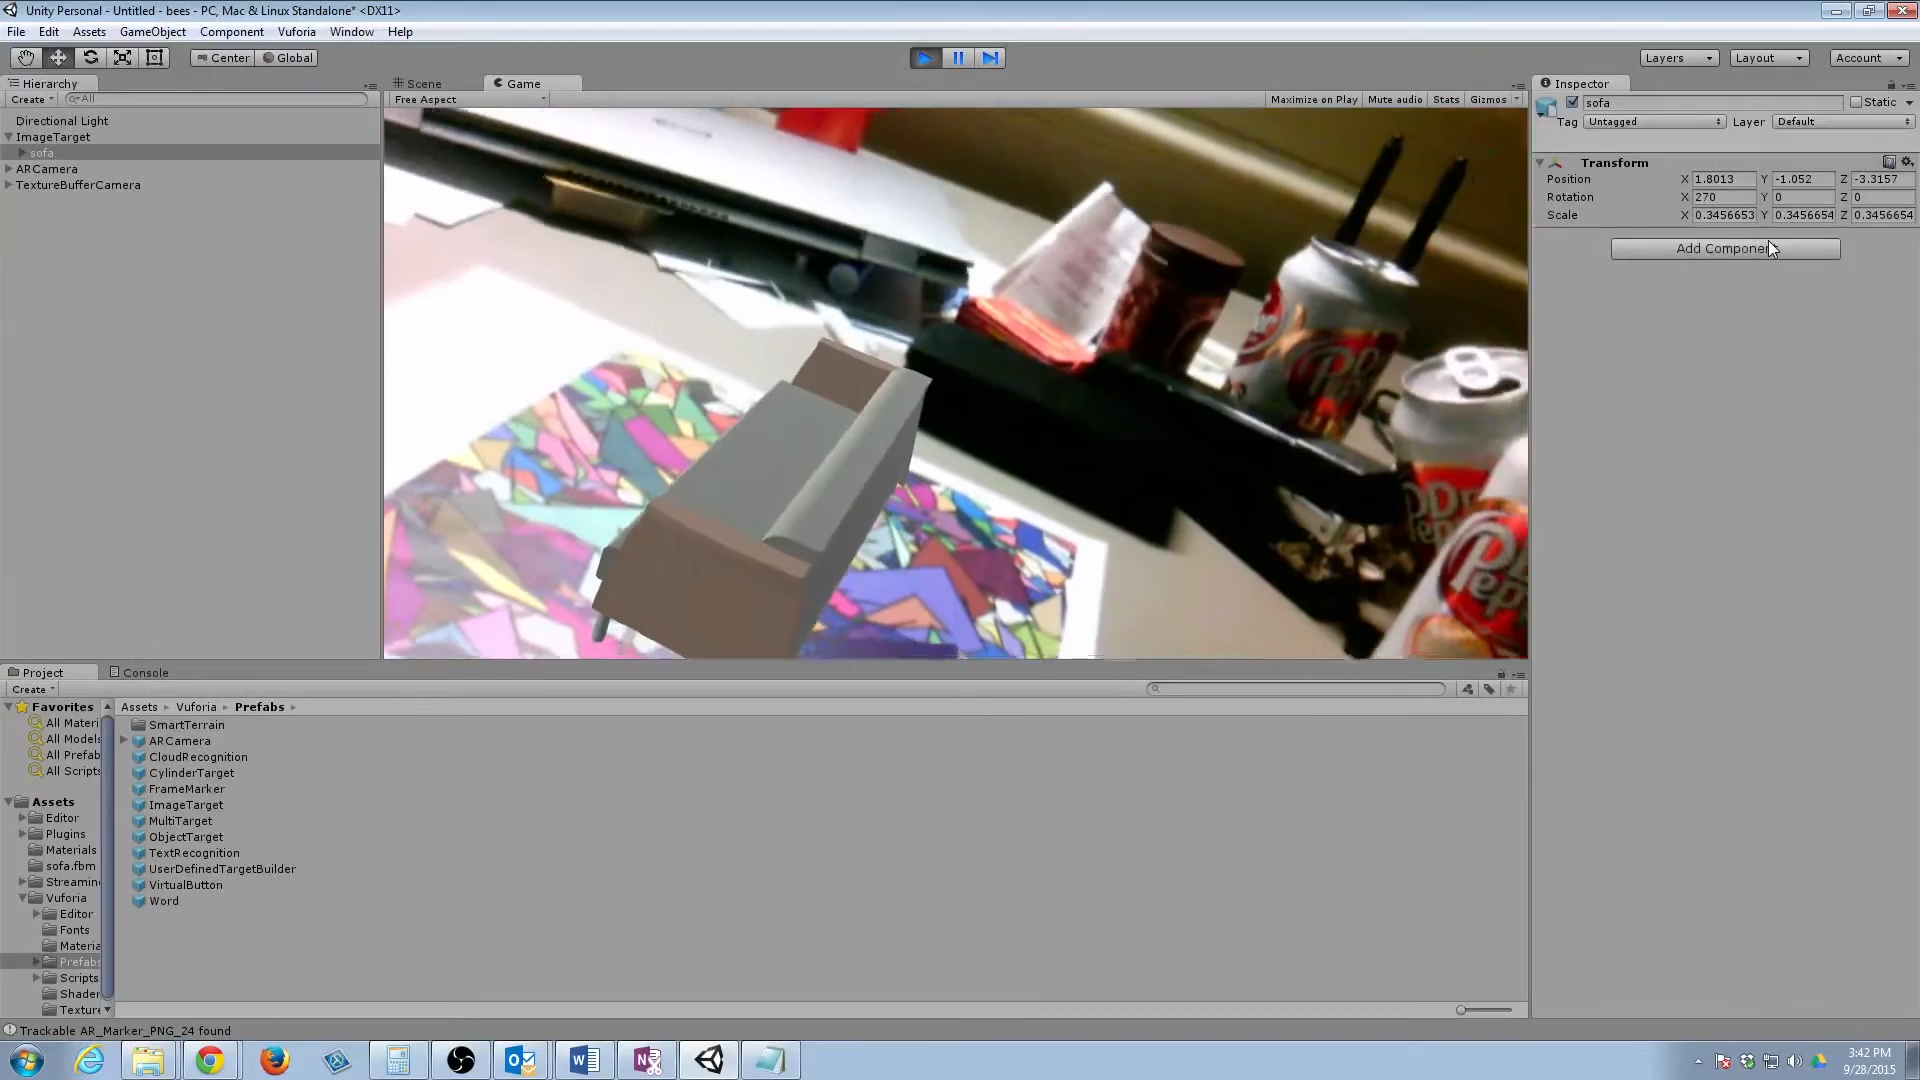 Unity Personal - Untitled - bees - PC, Mac & Linux Standalone* <DX11>
File Edit Assets GameObject Component Vuforia Window Help
Center Global Layers Layout Account
Hierarchy
Create All
Directional Light
ImageTarget
sofa
ARCamera
TextureBufferCamera
Scene Game
Free Aspect Maximize on Play Mute audio Stats Gizmos
Inspector
sofa Static
Tag Untagged Layer Default
Transform
Position X 1.8013 Y -1.052 Z -3.3157
Rotation X 270 Y 0 Z 0
Scale X 0.3456653 Y 0.3456654 Z 0.3456654
Add Component
Project Console
Create
Favorites
All Materi
All Models
All Prefab
All Scripts
Assets
Editor
Plugins
Materials
sofa.fbm
Streamin
Vuforia
Editor
Fonts
Materia
Prefabs
Scripts
Shader
Texture
Assets Vuforia Prefabs
SmartTerrain
ARCamera
CloudRecognition
CylinderTarget
FrameMarker
ImageTarget
MultiTarget
ObjectTarget
TextRecognition
UserDefinedTargetBuilder
VirtualButton
Word
Trackable AR_Marker_PNG_24 found
3:42 PM
9/28/2015